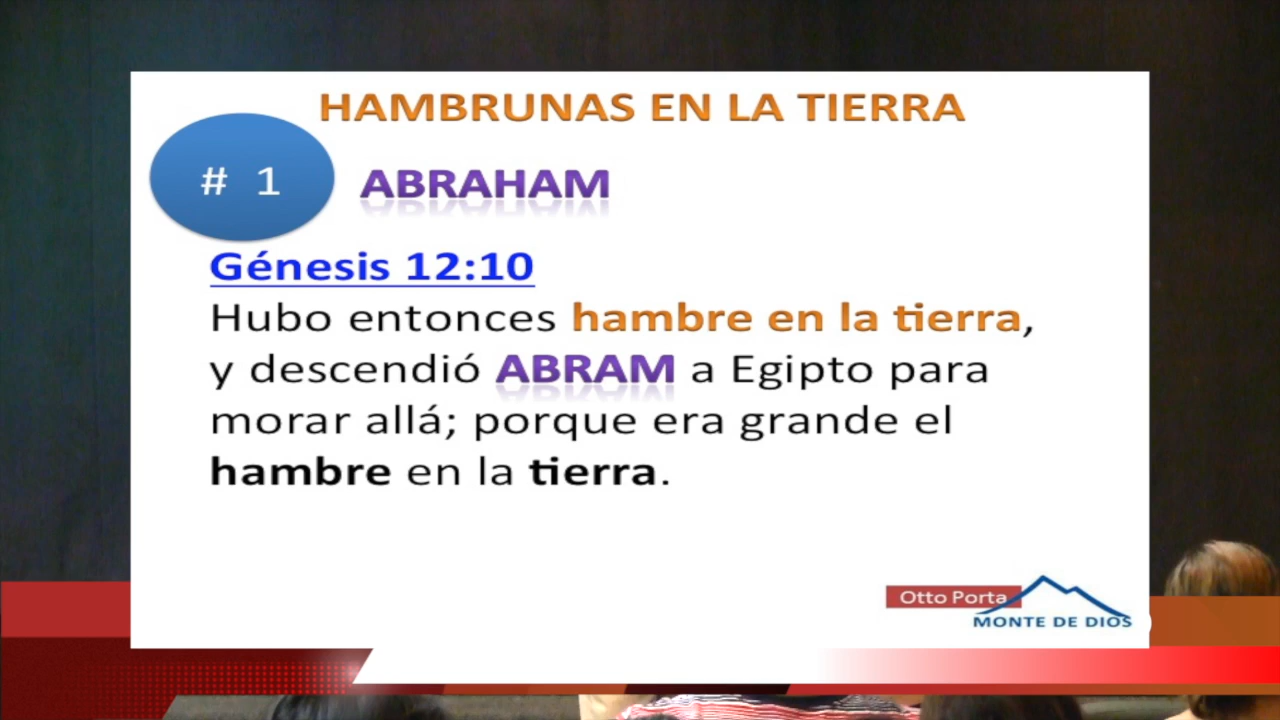 HAMBRUNAS EN LA TIERRA
# 1
ABRAHAM
Génesis 12:10
Hubo entonces hambre en la tierra,
y descendió ABRAM a Egipto para
morar allá; porque era grande el
hambre en la tierra.
Otto Porta
MONTE DE DIOS